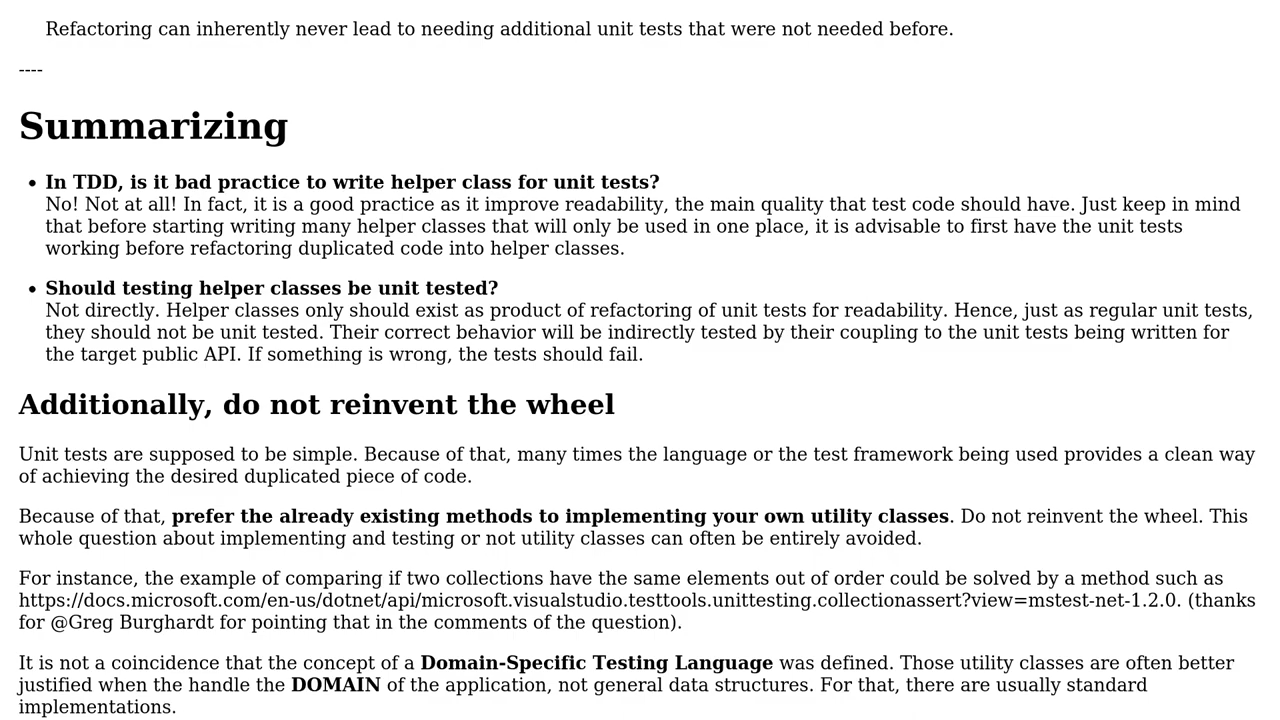 Refactoring can inherently never lead to needing additional unit tests that were not needed before.
----
Summarizing
• In TDD, is it bad practice to write helper class for unit tests?
No! Not at all! In fact, it is a good practice as it improve readability, the main quality that test code should have. Just keep in mind
that before starting writing many helper classes that will only be used in one place, it is advisable to first have the unit tests
working before refactoring duplicated code into helper classes.
• Should testing helper classes be unit tested?
Not directly. Helper classes only should exist as product of refactoring of unit tests for readability. Hence, just as regular unit tests,
they should not be unit tested. Their correct behavior will be indirectly tested by their coupling to the unit tests being written for
the target public API. If something is wrong, the tests should fail.
Additionally, do not reinvent the wheel
Unit tests are supposed to be simple. Because of that, many times the language or the test framework being used provides a clean way
of achieving the desired duplicated piece of code.
Because of that, prefer the already existing methods to implementing your own utility classes. Do not reinvent the wheel. This
whole question about implementing and testing or not utility classes can often be entirely avoided.
For instance, the example of comparing if two collections have the same elements out of order could be solved by a method such as
https://docs.microsoft.com/en-us/dotnet/api/microsoft.visualstudio.testtools.unittesting.collectionassert?view=mstest-net-1.2.0. (thanks
for @Greg Burghardt for pointing that in the comments of the question).
It is not a coincidence that the concept of a Domain-Specific Testing Language was defined. Those utility classes are often better
justified when the handle the DOMAIN of the application, not general data structures. For that, there are usually standard
implementations.